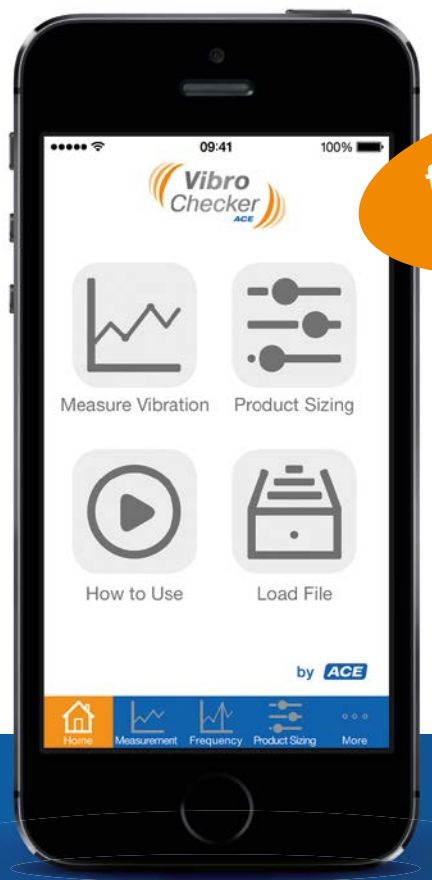 09:41
100%
Vibro
Checker
ACE
Measure Vibration
Product Sizing
How to Use
Load File
by ACE
Home
Measurement
Frequency
Product Sizing
More